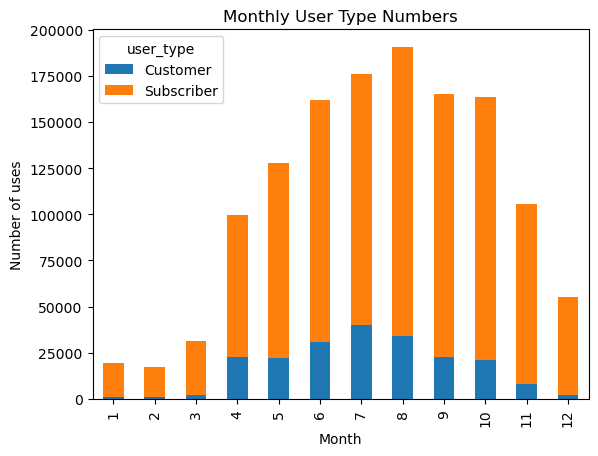 Monthly User Type Numbers
200000
175000
150000
125000
100000
75000
50000
25000
0
Number of uses
user_type
Customer
Subscriber
1 2 3 4 5 6 7 8 9 10 11 12
Month